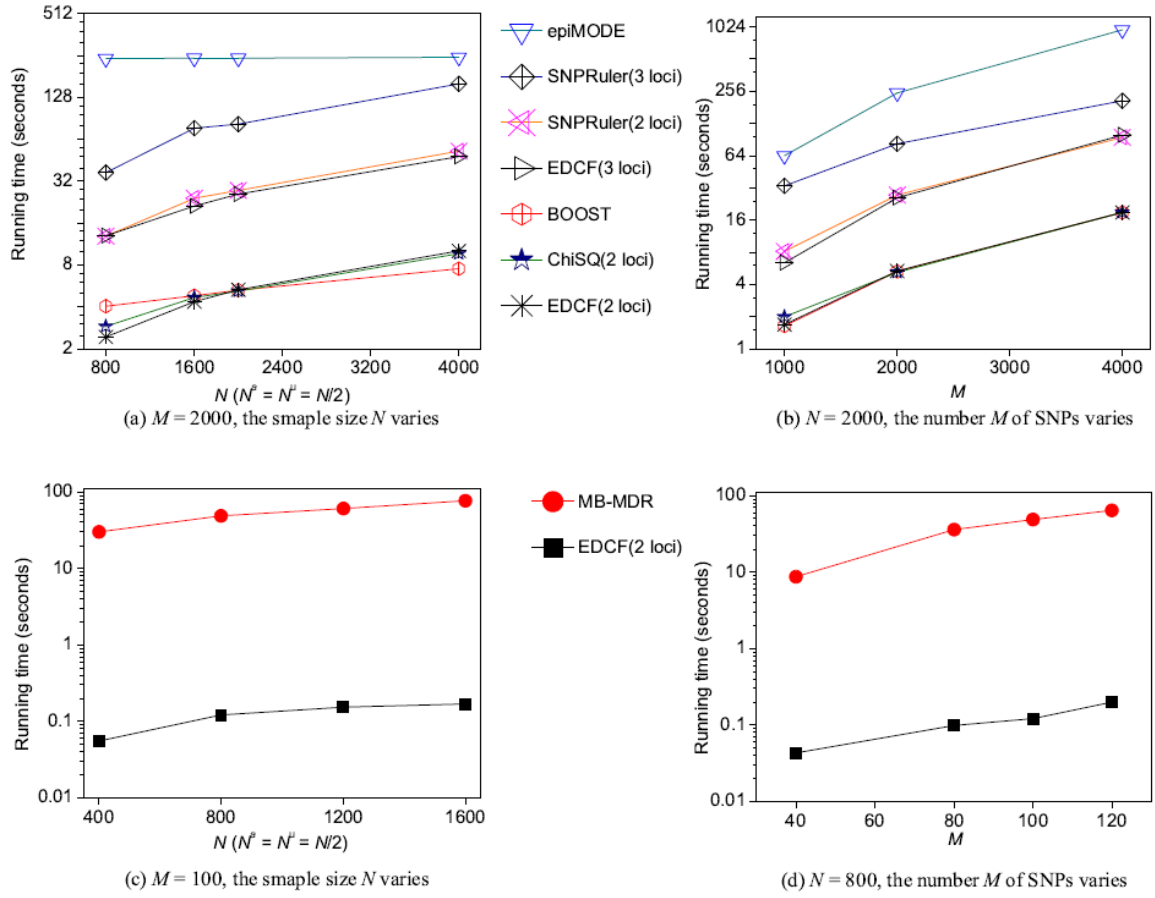 512
128
32
8
2
Running time (seconds)
800 1600 2400 3200 4000
N (Nᵃ = Nᵘ = N/2)
(a) M = 2000, the smaple size N varies
epiMODE
SNPRuler(3 loci)
SNPRuler(2 loci)
EDCF(3 loci)
BOOST
ChiSQ(2 loci)
EDCF(2 loci)
1024
256
64
16
4
1
Running time (seconds)
1000 2000 3000 4000
M
(b) N = 2000, the number M of SNPs varies
100
10
1
0.1
0.01
Running time (seconds)
400 800 1200 1600
N (Nᵃ = Nᵘ = N/2)
(c) M = 100, the smaple size N varies
MB-MDR
EDCF(2 loci)
100
10
1
0.1
0.01
Running time (seconds)
40 60 80 100 120
M
(d) N = 800, the number M of SNPs varies